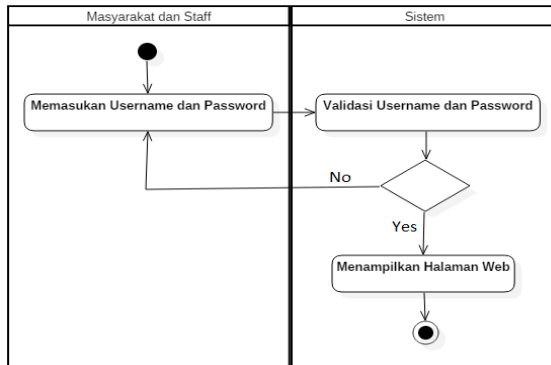 Masyarakat dan Staff
Sistem
Memasukan Username dan Password
Validasi Username dan Password
No
Yes
Menampilkan Halaman Web